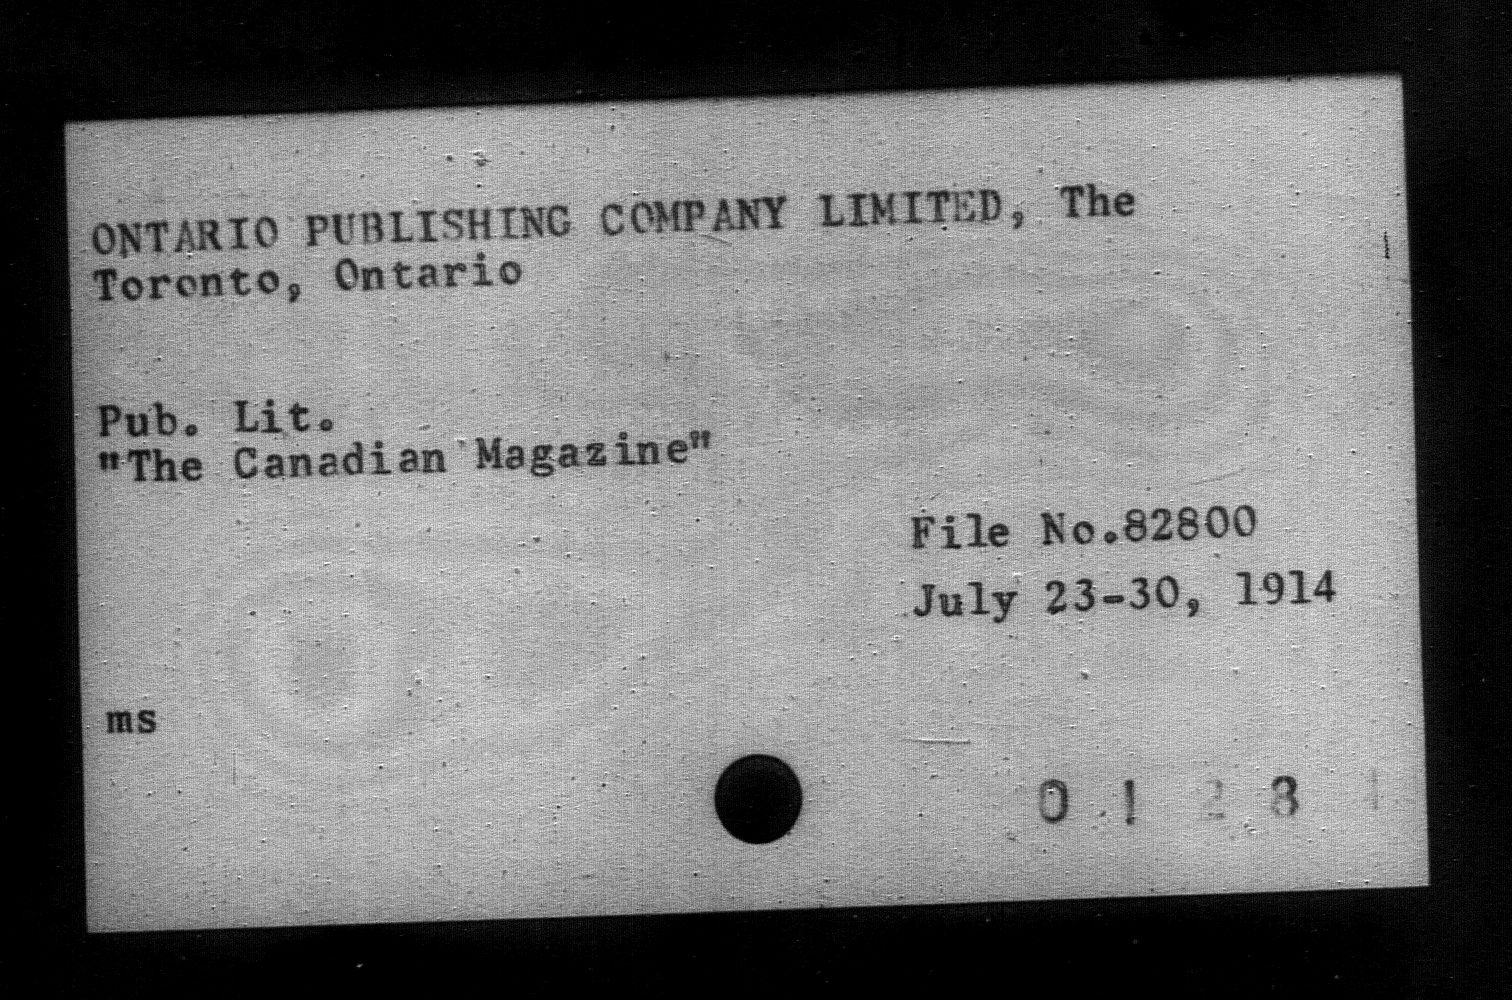 ONTARIO PUBLISHING COMPANY LIMITED, The
Toronto, Ontario
Pub. Lit.
"The Canadian Magazine"
File No.82800
July 23-30, 1914
ms
0 1 2 3